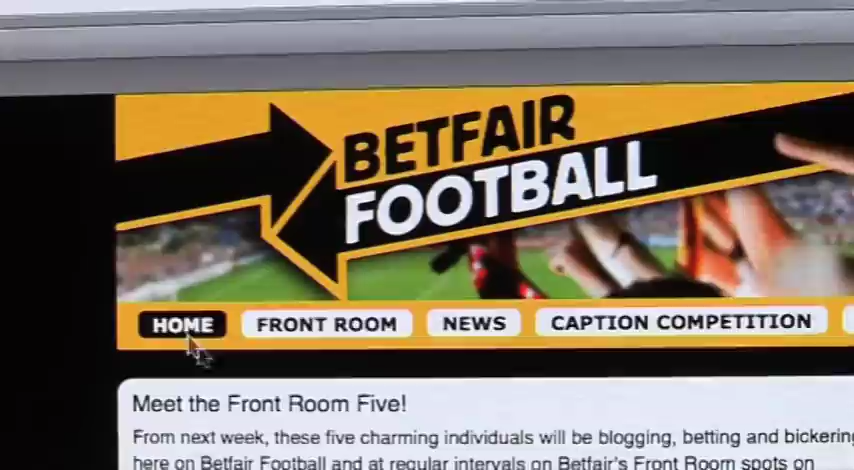 BETFAIR
FOOTBALL
HOME FRONT ROOM NEWS CAPTION COMPETITION
Meet the Front Room Five!
From next week, these five charming individuals will be blogging, betting and bickering
here on Betfair Football and at regular intervals on Betfair's Front Room spots on